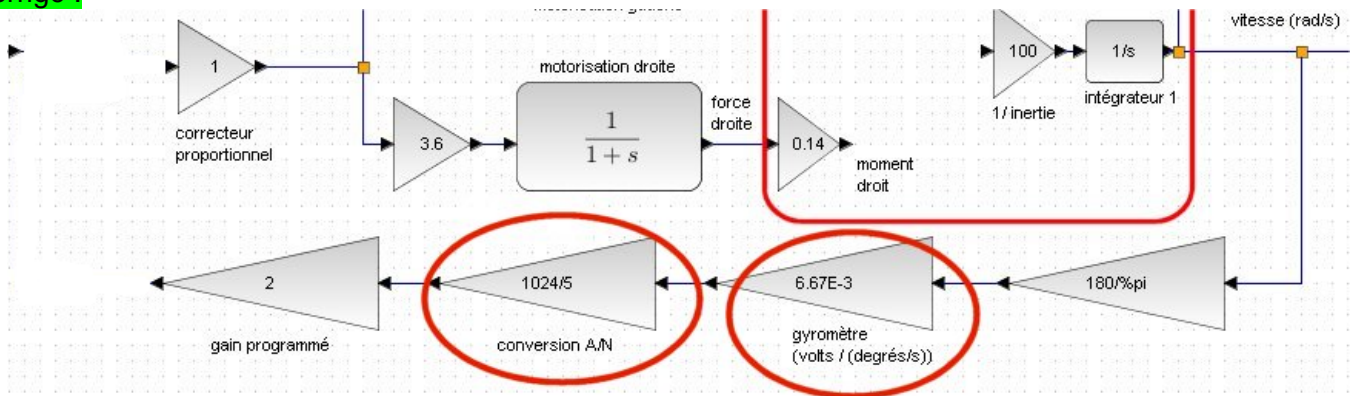 vitesse (rad/s)
1
100
1/s
1/ inertie
intégrateur 1
motorisation droite
correcteur
proportionnel
3.6
1
1 + s
force
droite
0.14
moment
droit
2
1024/5
6.67E-3
180/%pi
gain programmé
conversion A/N
gyromètre
(volts / (degrés/s))